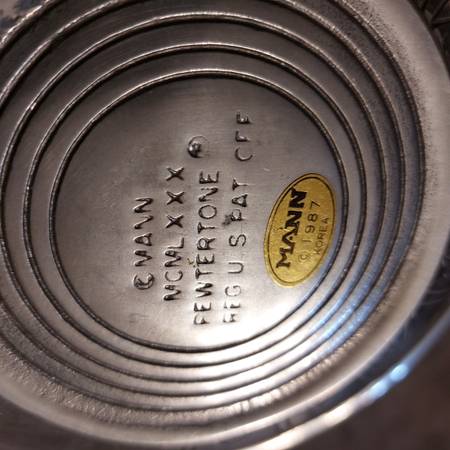 © MANN
MCMLXXX
PEWTERTONE ®
REG U S PAT OFF
MANN
© 1987
KOREA